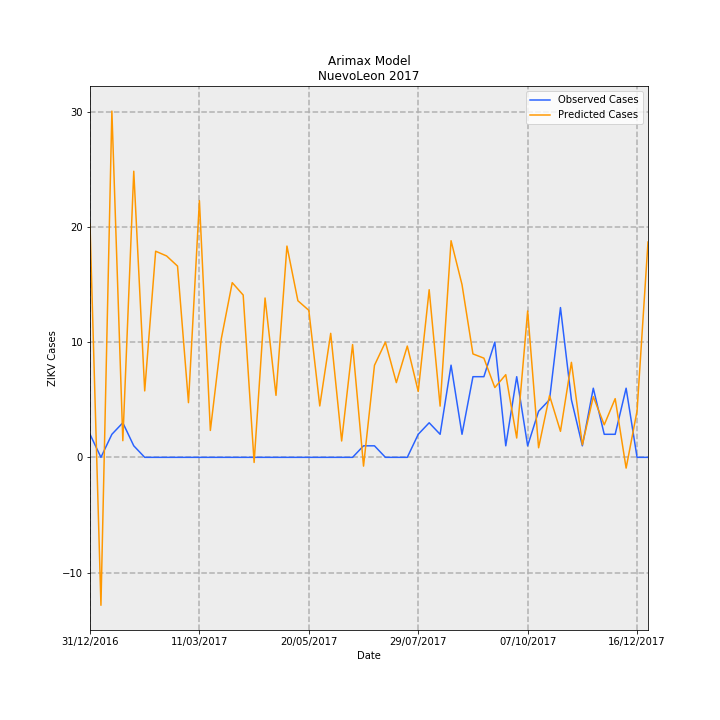 Arimax Model
NuevoLeon 2017
Observed Cases
Predicted Cases
30
20
10
0
−10
ZIKV Cases
31/12/2016 11/03/2017 20/05/2017 29/07/2017 07/10/2017 16/12/2017
Date